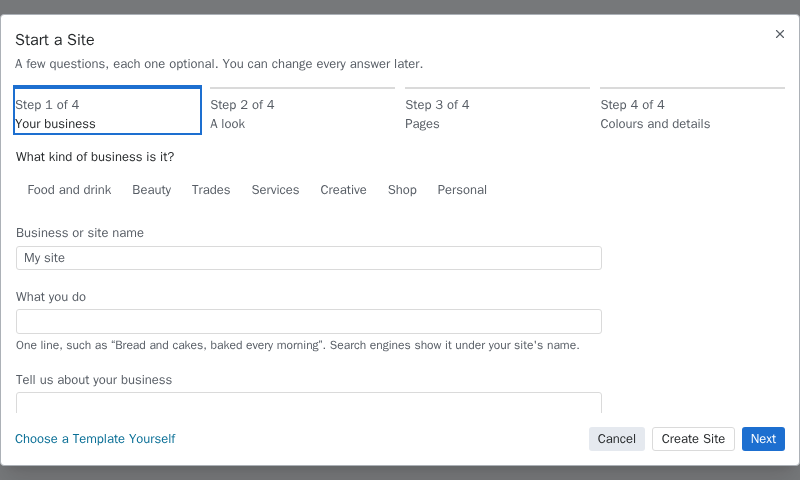 Start a Site
×
A few questions, each one optional. You can change every answer later.
Step 1 of 4
Your business
Step 2 of 4
A look
Step 3 of 4
Pages
Step 4 of 4
Colours and details
What kind of business is it?
Food and drink Beauty Trades Services Creative Shop Personal
Business or site name
My site
What you do
One line, such as “Bread and cakes, baked every morning”. Search engines show it under your site's name.
Tell us about your business
Choose a Template Yourself
Cancel Create Site Next